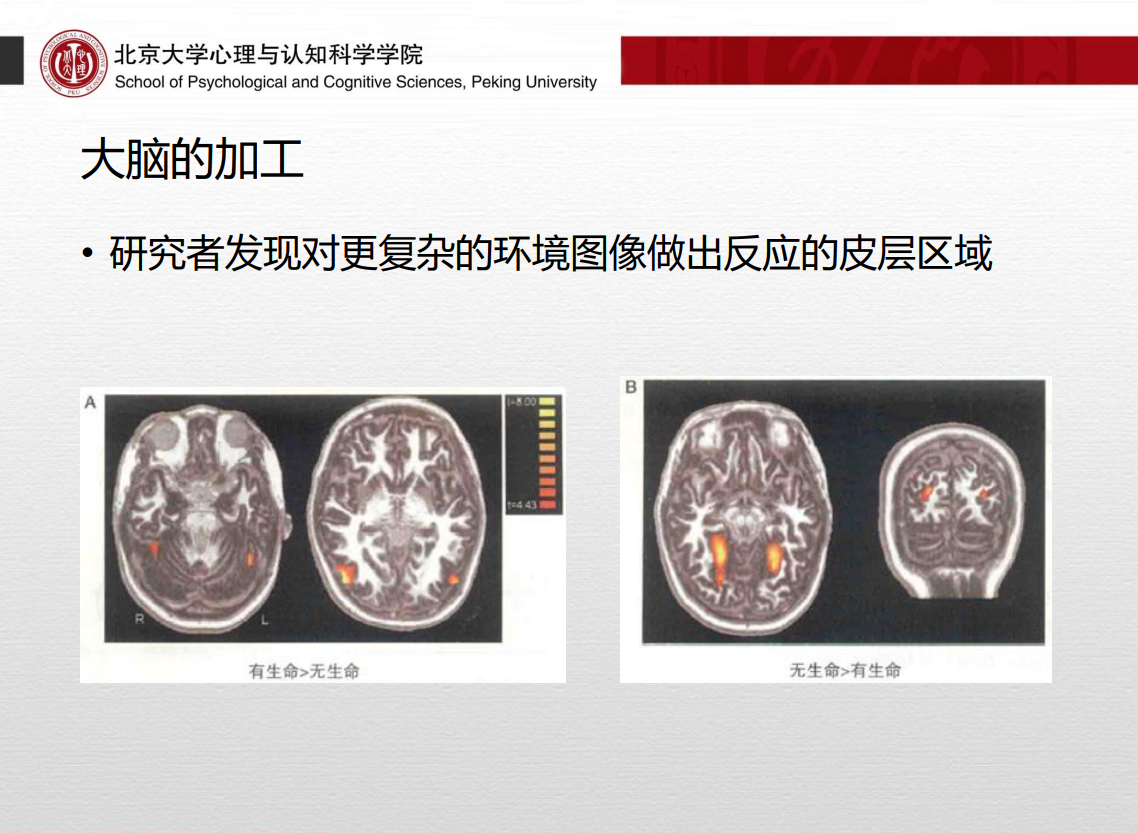 北京大学心理与认知科学学院
School of Psychological and Cognitive Sciences, Peking University
大脑的加工
• 研究者发现对更复杂的环境图像做出反应的皮层区域
A
t=8.00
t=4.43
R
L
有生命>无生命
B
无生命>有生命